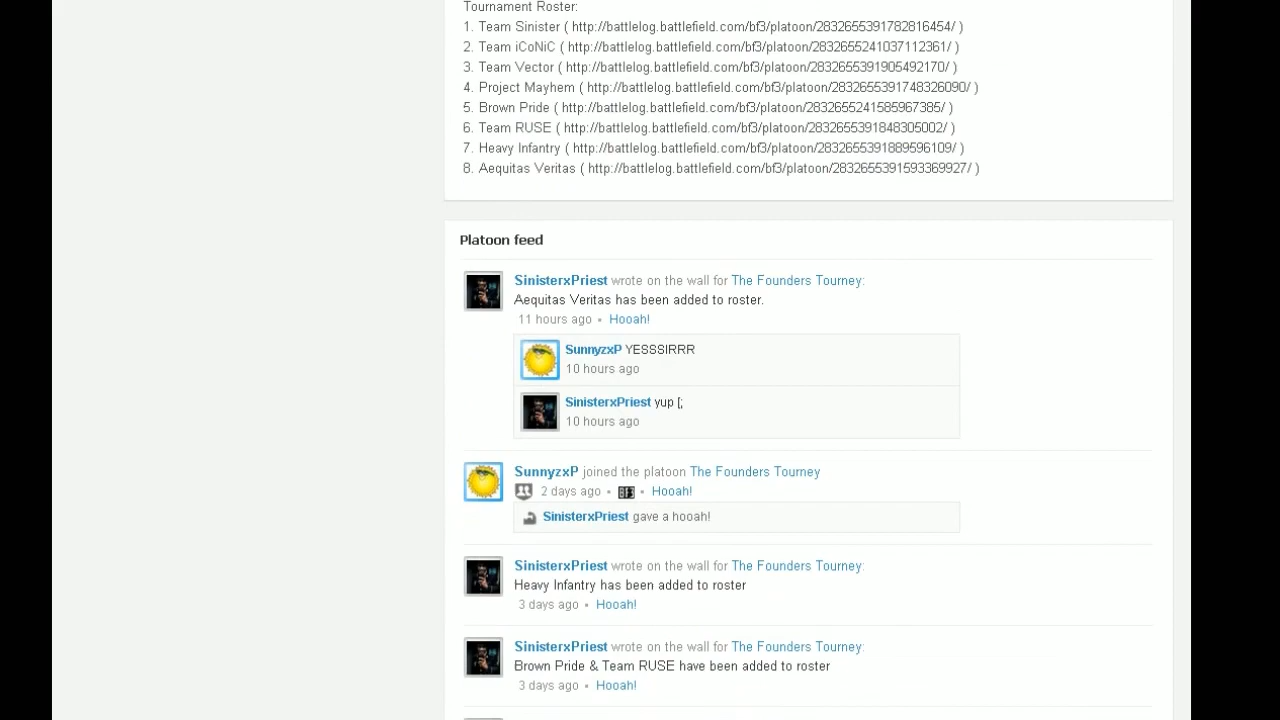 Tournament Roster:
1. Team Sinister ( http://battlelog.battlefield.com/bf3/platoon/2832655391782816454/ )
2. Team iCoNiC ( http://battlelog.battlefield.com/bf3/platoon/2832655241037112361/ )
3. Team Vector ( http://battlelog.battlefield.com/bf3/platoon/2832655391905492170/ )
4. Project Mayhem ( http://battlelog.battlefield.com/bf3/platoon/2832655391748326090/ )
5. Brown Pride ( http://battlelog.battlefield.com/bf3/platoon/2832655241585967385/ )
6. Team RUSE ( http://battlelog.battlefield.com/bf3/platoon/2832655391848305002/ )
7. Heavy Infantry ( http://battlelog.battlefield.com/bf3/platoon/2832655391889596109/ )
8. Aequitas Veritas ( http://battlelog.battlefield.com/bf3/platoon/2832655391593369927/ )
Platoon feed
SinisterxPriest wrote on the wall for The Founders Tourney:
Aequitas Veritas has been added to roster.
11 hours ago • Hooah!
SunnyzxP YESSSIRRR
10 hours ago
SinisterxPriest yup [;
10 hours ago
SunnyzxP joined the platoon The Founders Tourney
2 days ago • BF3 • Hooah!
SinisterxPriest gave a hooah!
SinisterxPriest wrote on the wall for The Founders Tourney:
Heavy Infantry has been added to roster
3 days ago • Hooah!
SinisterxPriest wrote on the wall for The Founders Tourney:
Brown Pride & Team RUSE have been added to roster
3 days ago • Hooah!